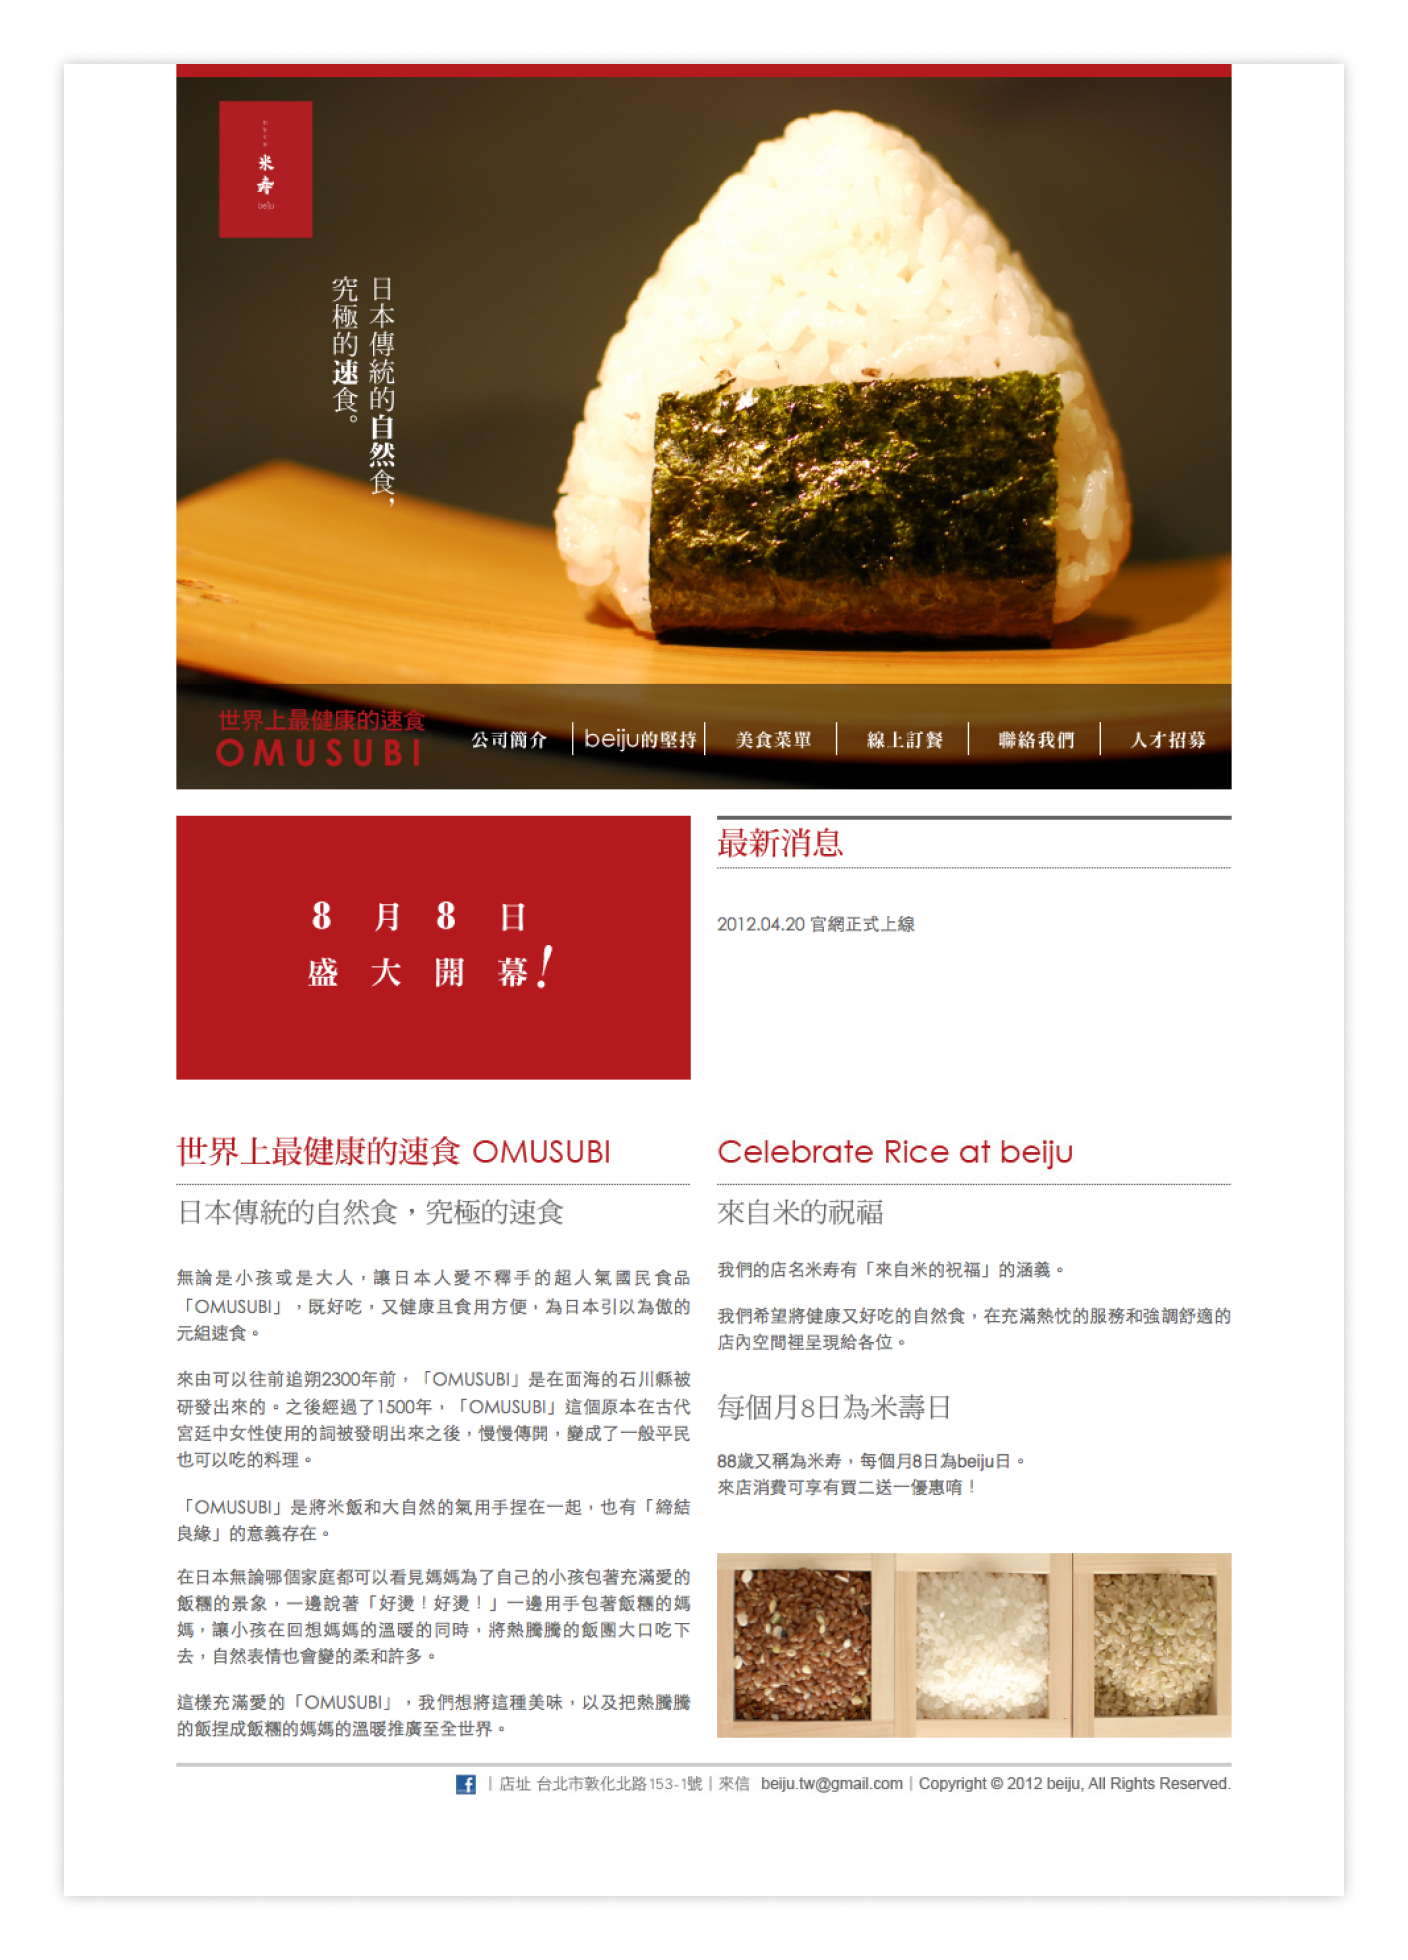 米
寿
beiju
日本傳統的自然食，
究極的速食。
世界上最健康的速食
OMUSUBI
公司簡介
beiju的堅持
美食菜單
線上訂餐
聯絡我們
人才招募
8月8日
盛大開幕!
最新消息
2012.04.20 官網正式上線
世界上最健康的速食 OMUSUBI
日本傳統的自然食，究極的速食
無論是小孩或是大人，讓日本人愛不釋手的超人氣國民食品
「OMUSUBI」，既好吃，又健康且食用方便，為日本引以為傲的
元組速食。
來由可以往前追朔2300年前，「OMUSUBI」是在面海的石川縣被
研發出來的。之後經過了1500年，「OMUSUBI」這個原本在古代
宮廷中女性使用的詞被發明出來之後，慢慢傳開，變成了一般平民
也可以吃的料理。
「OMUSUBI」是將米飯和大自然的氣用手捏在一起，也有「締結
良緣」的意義存在。
在日本無論哪個家庭都可以看見媽媽為了自己的小孩包著充滿愛的
飯糰的景象，一邊說著「好燙！好燙！」一邊用手包著飯糰的媽
媽，讓小孩在回想媽媽的溫暖的同時，將熱騰騰的飯團大口吃下
去，自然表情也會變的柔和許多。
這樣充滿愛的「OMUSUBI」，我們想將這種美味，以及把熱騰騰
的飯捏成飯糰的媽媽的溫暖推廣至全世界。
Celebrate Rice at beiju
來自米的祝福
我們的店名米寿有「來自米的祝福」的涵義。
我們希望將健康又好吃的自然食，在充滿熱忱的服務和強調舒適的
店內空間裡呈現給各位。
每個月8日為米壽日
88歲又稱為米寿，每個月8日為beiju日。
來店消費可享有買二送一優惠唷！
f｜店址 台北市敦化北路153-1號｜來信 beiju.tw@gmail.com｜Copyright © 2012 beiju, All Rights Reserved.